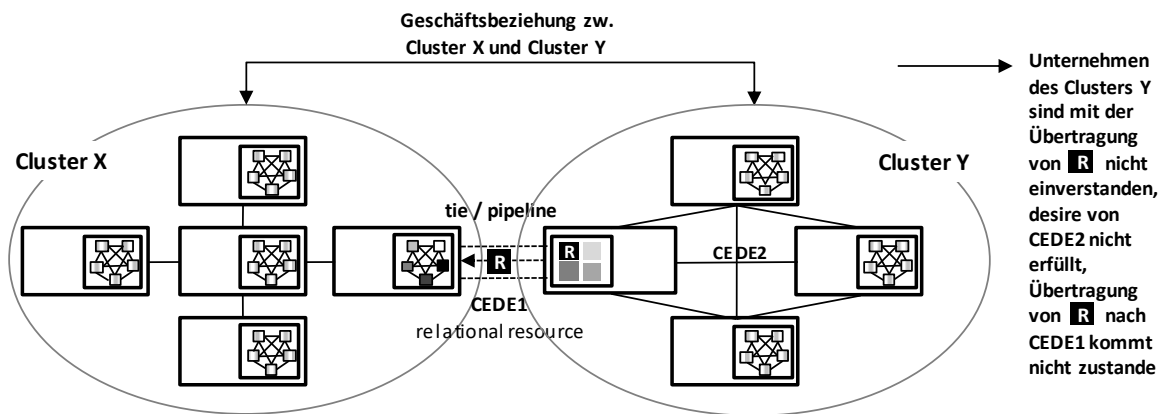 Geschäftsbeziehung zw.
Cluster X und Cluster Y
Cluster X
Cluster Y
tie / pipeline
R
R
CEDE1
relational resource
CEDE2
Unternehmen
des Clusters Y
sind mit der
Übertragung
von R nicht
einverstanden,
desire von
CEDE2 nicht
erfüllt,
Übertragung
von R nach
CEDE1 kommt
nicht zustande